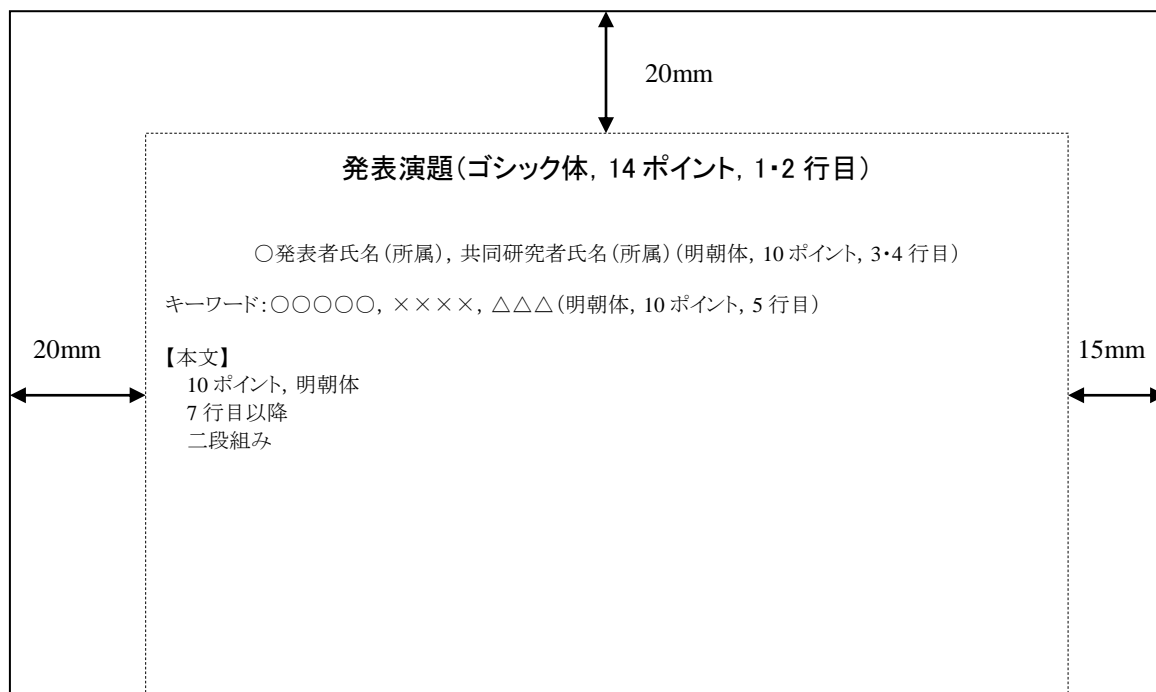 20mm
発表演題(ゴシック体, 14 ポイント, 1・2 行目)
○発表者氏名(所属), 共同研究者氏名(所属)(明朝体, 10 ポイント, 3・4 行目)
キーワード:○○○○○, ××××, △△△(明朝体, 10 ポイント, 5 行目)
20mm
15mm
【本文】
10 ポイント, 明朝体
7 行目以降
二段組み